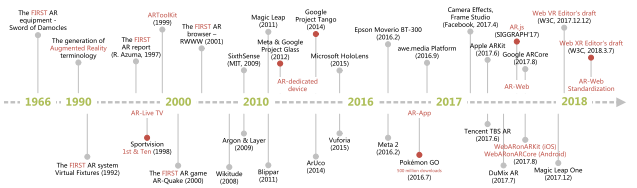 The FIRST AR
equipment -
Sword of Damocles
The generation of
Augmented Reality
terminology
The FIRST
AR report
(R. Azuma, 1997)
ARToolKit
(1999)
The FIRST AR
browser –
RWWW (2001)
SixthSense
(MIT, 2009)
Magic Leap
(2011)
Meta & Google
Project Glass
(2012)
AR-dedicated
device
Google
Project Tango
(2014)
Microsoft HoloLens
(2015)
Epson Moverio BT-300
(2016.2)
awe.media Platform
(2016.9)
Camera Effects,
Frame Studio
(Facebook, 2017.4)
Apple ARKit
(2017.6)
AR.js
(SIGGRAPH'17)
Google ARCore
(2017.8)
AR-Web
Web VR Editor's draft
(W3C, 2017.12.12)
Web XR Editor's draft
(W3C, 2018.3.7)
AR-Web
Standardization
1966
1990
2000
2010
2016
2017
2018
The FIRST AR system
Virtual Fixtures (1992)
AR-Live TV
Sportvision
1st & Ten (1998)
The FIRST AR game
AR-Quake (2000)
Wikitude
(2008)
Argon & Layer
(2009)
Blippar
(2011)
ArUco
(2014)
Vuforia
(2015)
Meta 2
(2016.2)
AR-App
Pokémon GO
500 million downloads
(2016.7)
Tencent TBS AR
(2017.6)
DuMix AR
(2017.7)
WebARonARKit (iOS)
WebARonARCore (Android)
(2017.8)
Magic Leap One
(2017.12)